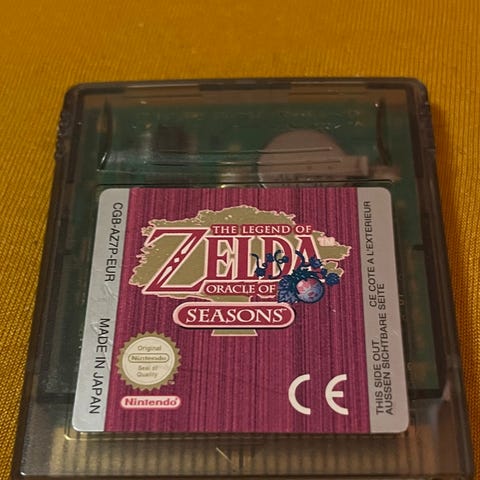 THE LEGEND OF
ZELDA™
ORACLE OF
SEASONS
CGB-AZ7P-EUR
MADE IN JAPAN
Original
Nintendo
Seal of
Quality
Nintendo
CE
CE COTE A L'EXTERIEUR
THIS SIDE OUT
AUSSEN SICHTBARE SEITE